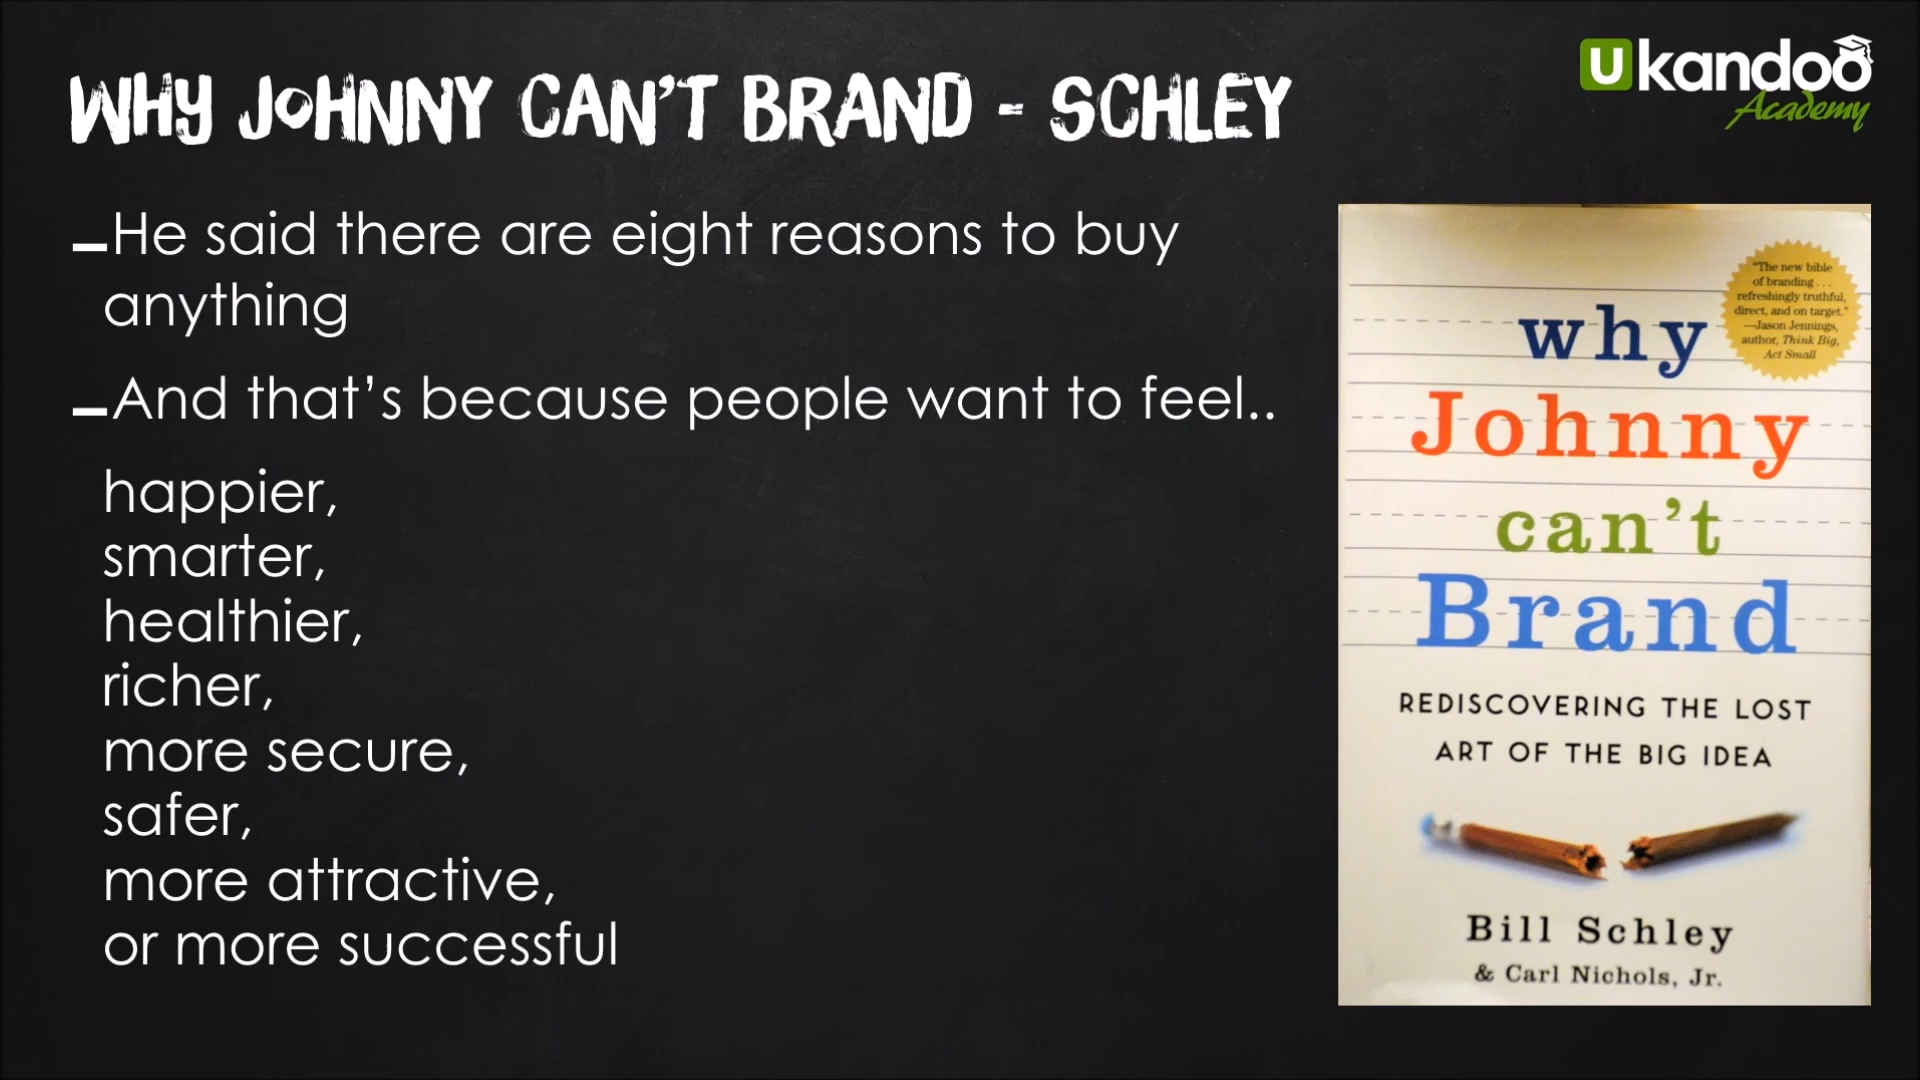 WHY JOHNNY CAN'T BRAND - SCHLEY
Ukandoo
Academy
He said there are eight reasons to buy
anything
And that's because people want to feel..
happier,
smarter,
healthier,
richer,
more secure,
safer,
more attractive,
or more successful
"The new bible
of branding . . .
refreshingly truthful,
direct, and on target."
—Jason Jennings,
author, Think Big,
Act Small
why
Johnny
can't
Brand
REDISCOVERING THE LOST
ART OF THE BIG IDEA
Bill Schley
& Carl Nichols, Jr.